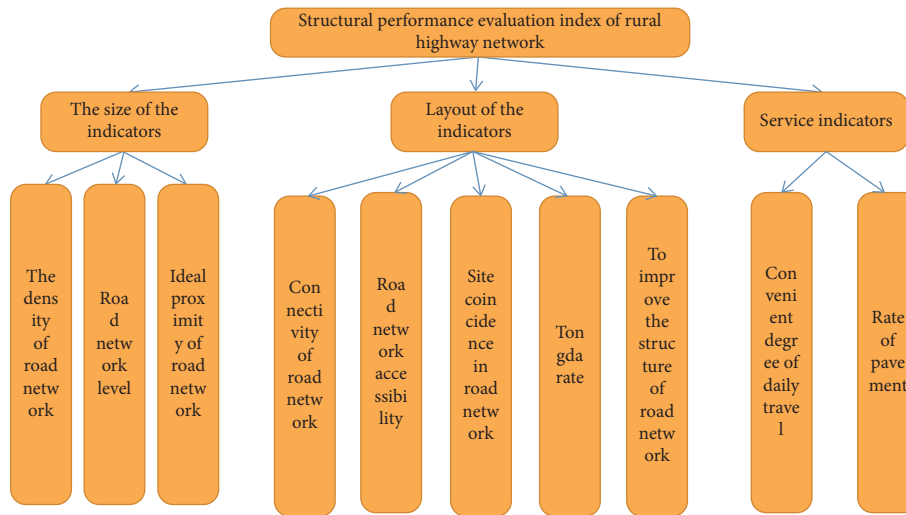 Structural performance evaluation index of rural
highway network
The size of the
indicators
Layout of the
indicators
Service indicators
The
den
sity
of
road
netw
ork
Roa
d
netw
ork
level
Ideal
prox
imit
y of
road
netw
ork
Con
necti
vity
of
road
netw
ork
Roa
d
netw
ork
acce
ssibi
lity
Site
coin
cide
nce
in
road
netw
ork
Ton
gda
rate
To
impr
ove
the
struc
ture
of
road
netw
ork
Con
veni
ent
degr
ee of
daily
trave
l
Rate
of
pave
ment